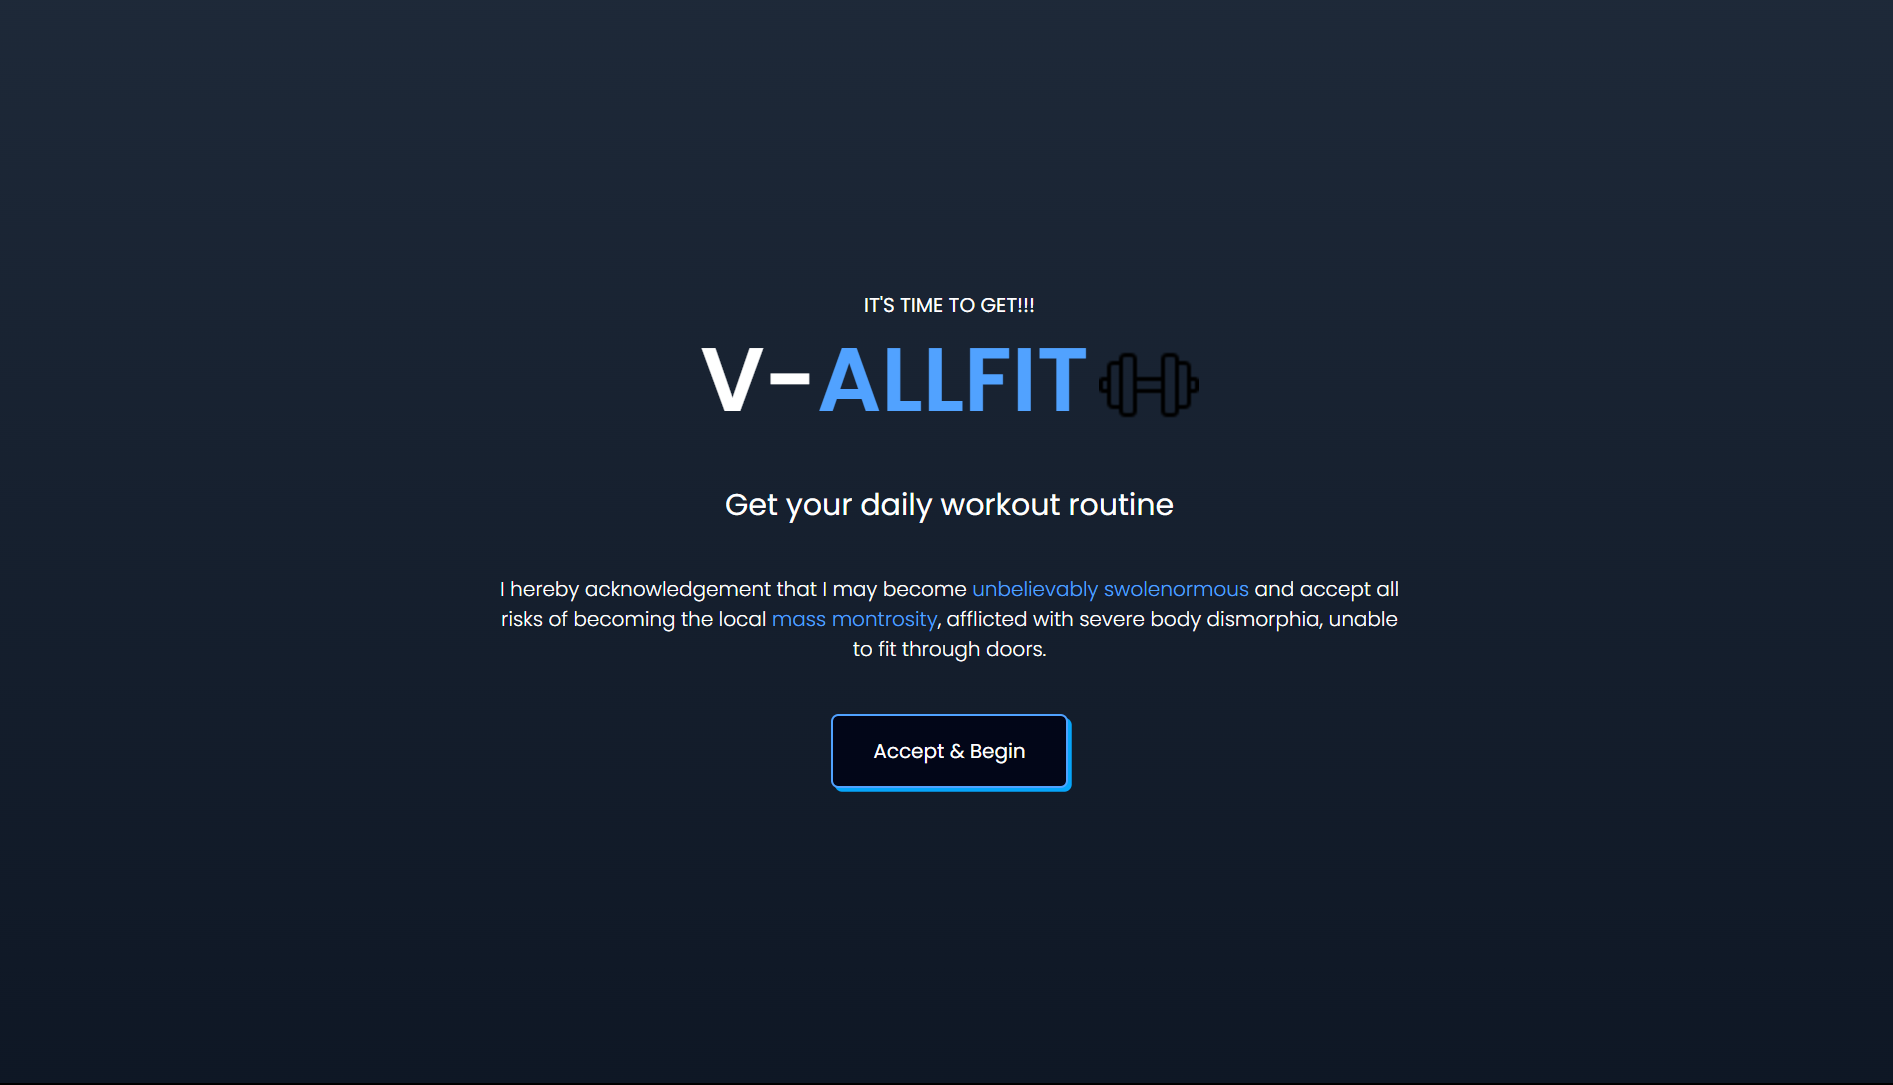 IT'S TIME TO GET!!!
V-ALLFIT
Get your daily workout routine
I hereby acknowledgement that I may become unbelievably swolenormous and accept all
risks of becoming the local mass montrosity, afflicted with severe body dismorphia, unable
to fit through doors.
Accept & Begin